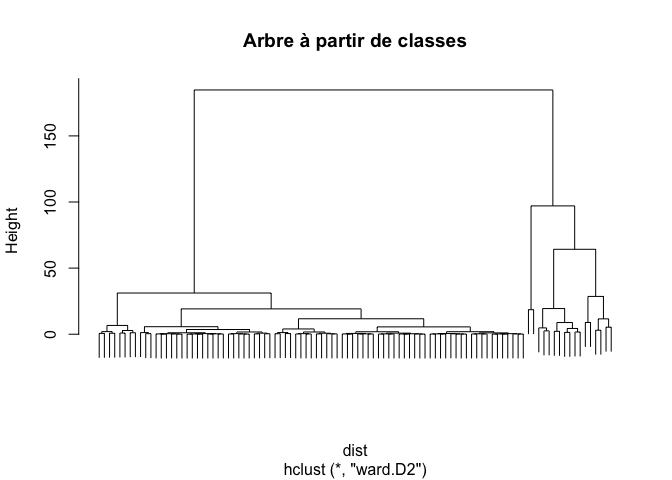 Arbre à partir de classes
Height
150
100
50
0
dist
hclust (*, "ward.D2")